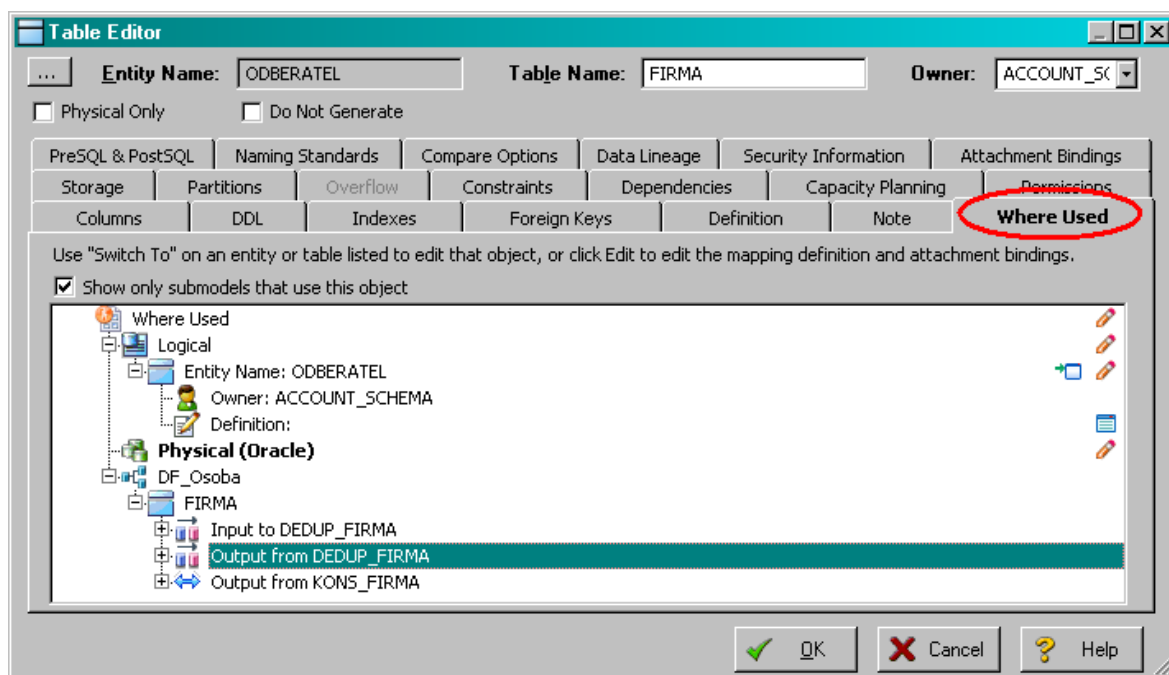 Table Editor
... Entity Name: ODBERATEL Table Name: FIRMA Owner: ACCOUNT_SC
Physical Only Do Not Generate
PreSQL & PostSQL Naming Standards Compare Options Data Lineage Security Information Attachment Bindings
Storage Partitions Overflow Constraints Dependencies Capacity Planning Permissions
Columns DDL Indexes Foreign Keys Definition Note Where Used
Use "Switch To" on an entity or table listed to edit that object, or click Edit to edit the mapping definition and attachment bindings.
Show only submodels that use this object
Where Used
Logical
Entity Name: ODBERATEL
Owner: ACCOUNT_SCHEMA
Definition:
Physical (Oracle)
DF_Osoba
FIRMA
Input to DEDUP_FIRMA
Output from DEDUP_FIRMA
Output from KONS_FIRMA
OK Cancel Help